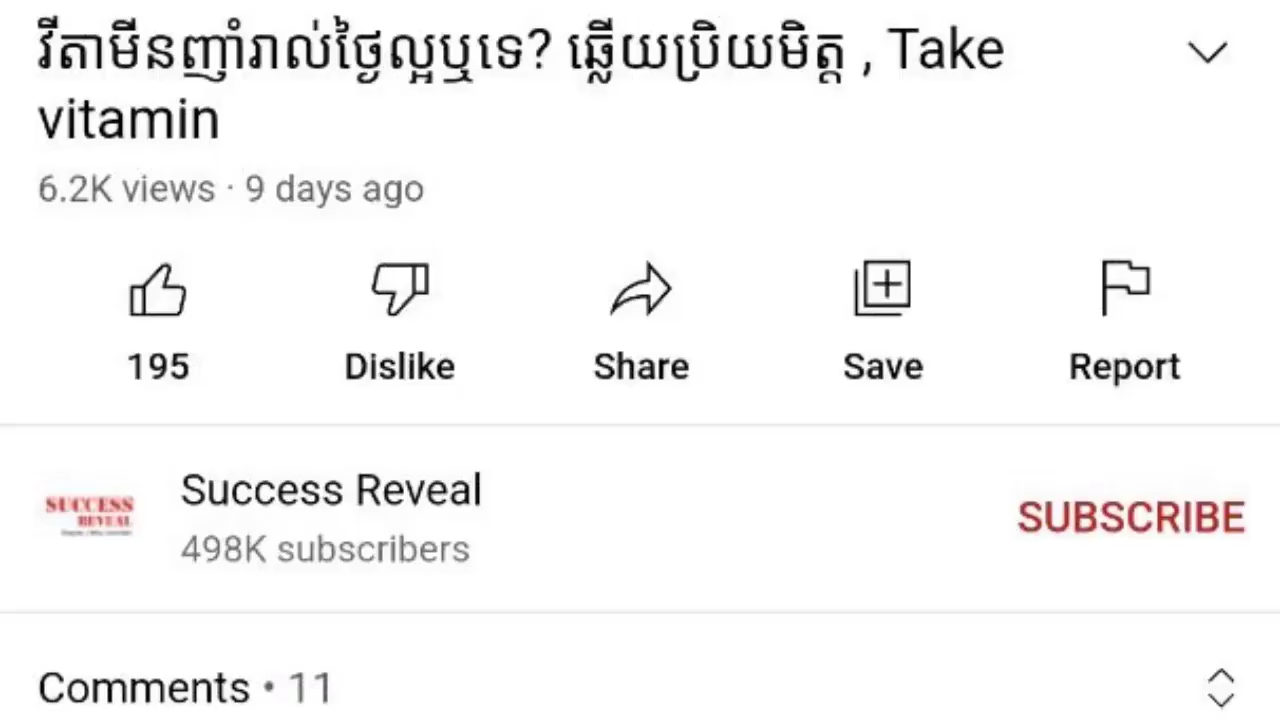 វីតាមីនញ៉ាំរាល់ថ្ងៃល្អឬទេ? ឆ្លើយប្រិយមិត្ត , Take
vitamin
6.2K views · 9 days ago
195 Dislike Share Save Report
SUCCESS
REVEAL
Success Reveal
498K subscribers
SUBSCRIBE
Comments • 11